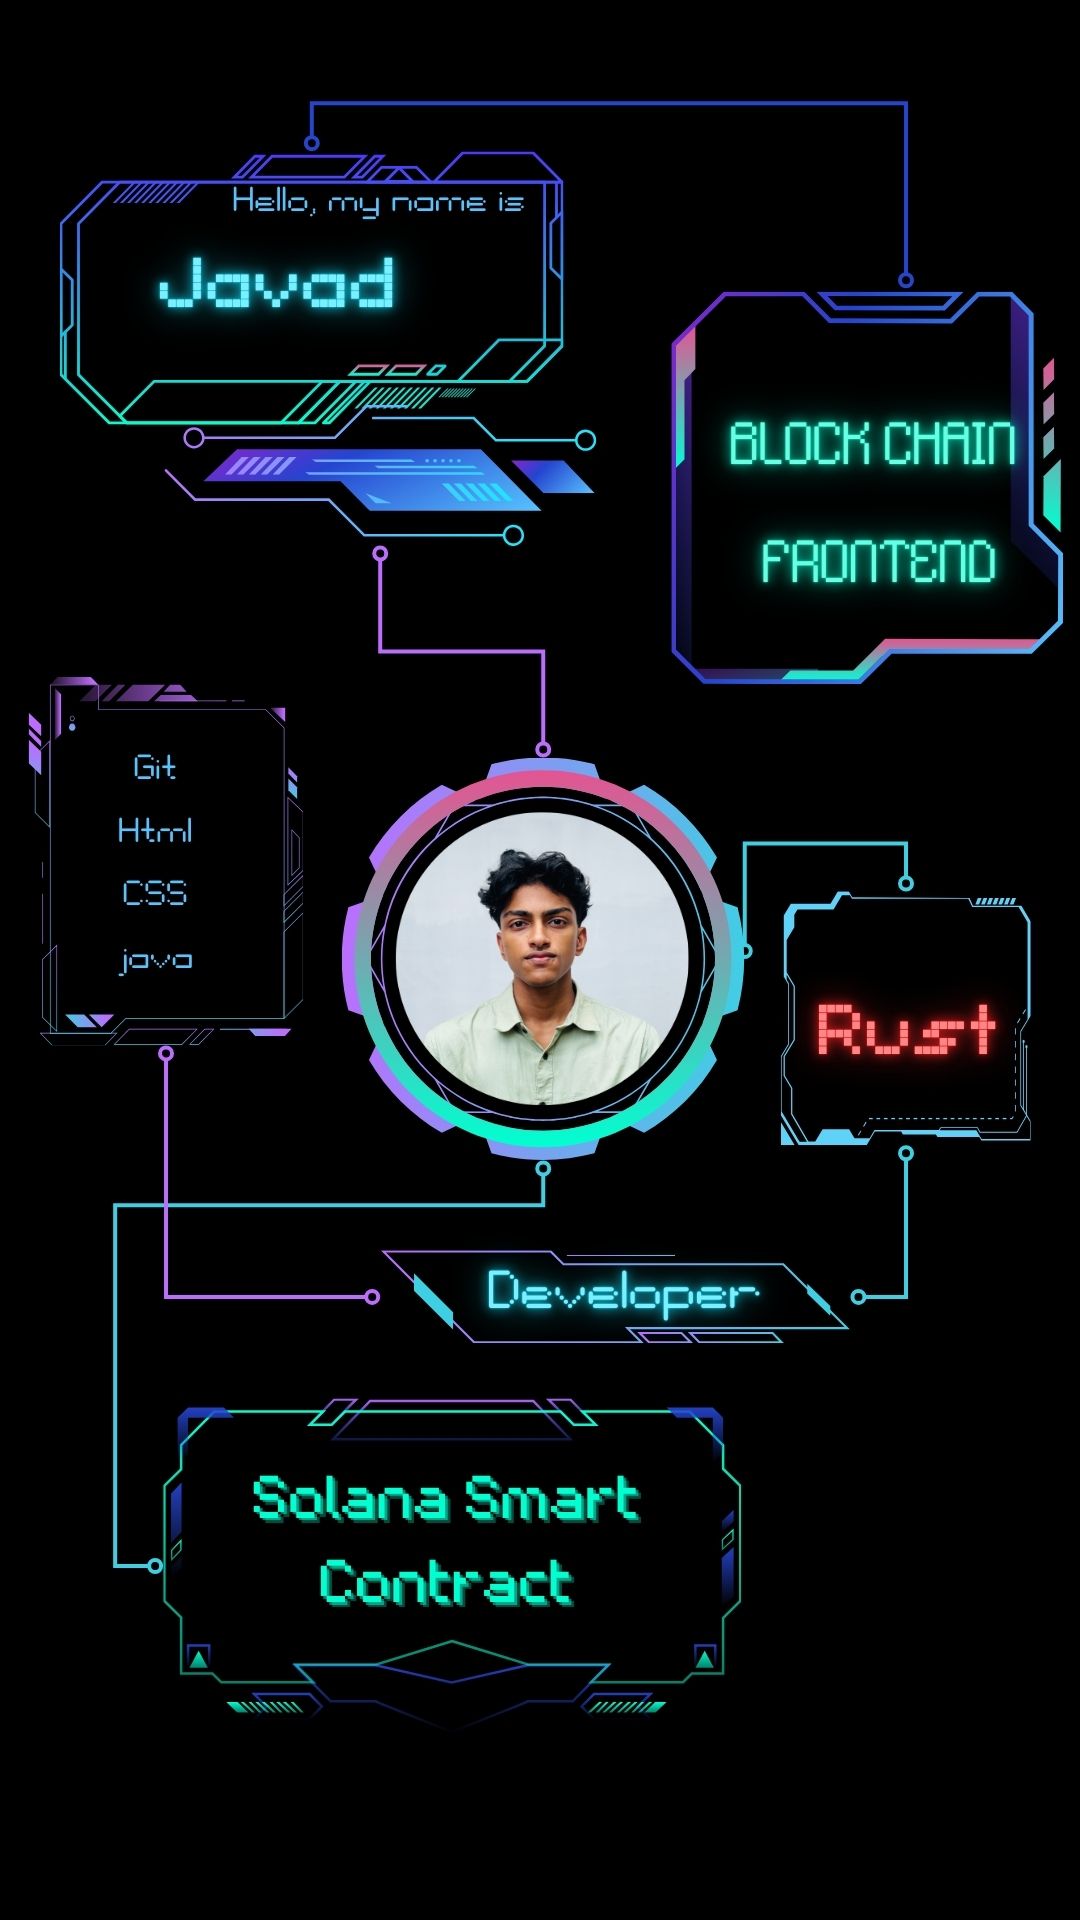 Hello, my name is
Javad
BLOCK CHAIN
FRONTEND
Git
Html
CSS
java
Rust
Developer
Solana Smart
Contract